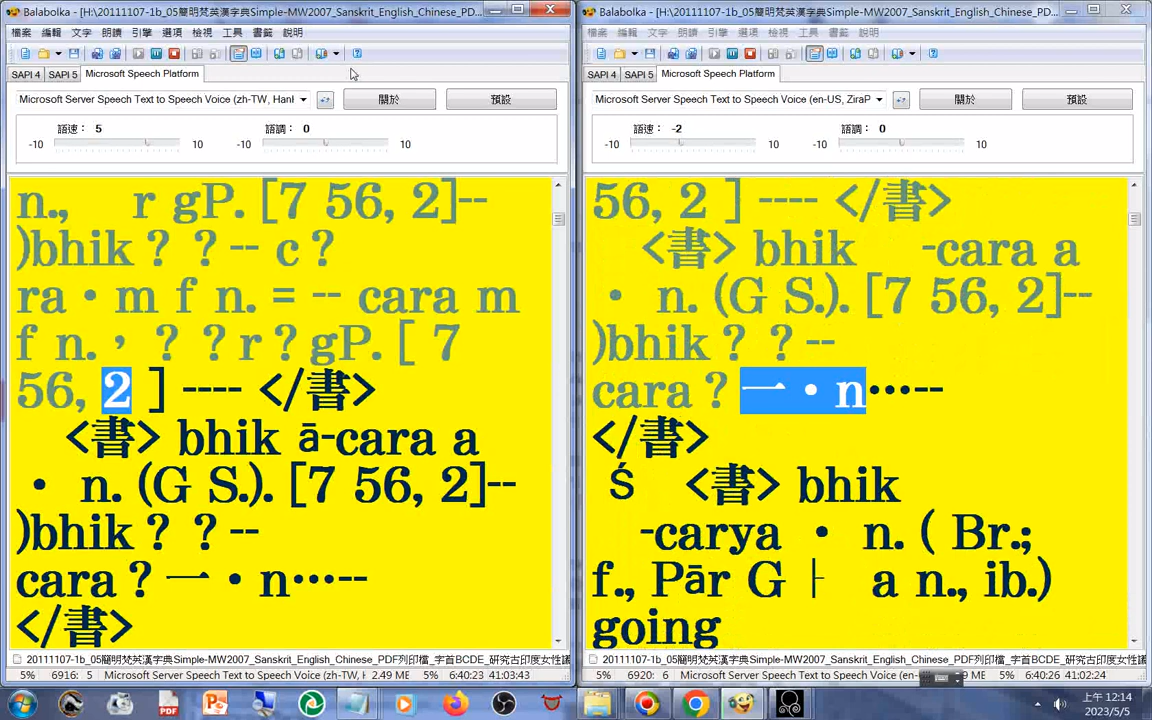 Balabolka - [H:\20111107-1b_05簡明梵英漢字典Simple-MW2007_Sanskrit_English_Chinese_PD...
檔案 編輯 文字 朗讀 引擎 選項 檢視 工具 書籤 說明
SAPI 4 SAPI 5 Microsoft Speech Platform
Microsoft Server Speech Text to Speech Voice (zh-TW, Hanl 關於 預設
語速： 5 語調： 0
-10 10 -10 10
n., r gP. [7 56, 2]--
)bhik？？-- c？
ra・m f n. = -- cara m
f n.，？？r？gP. [ 7
56, 2 ] ---- </書>
<書> bhik ā-cara a
・ n. (G S.). [7 56, 2]--
)bhik？？--
cara？一・n…--
</書>
20111107-1b_05簡明梵英漢字典Simple-MW2007_Sanskrit_English_Chinese_PDF列印檔_字首BCDE_研究古印度女性議
5% 6916: 5 Microsoft Server Speech Text to Speech Voice (zh-TW, H 2.49 MB 5% 6:40:23 41:03:43
Balabolka - [H:\20111107-1b_05簡明梵英漢字典Simple-MW2007_Sanskrit_English_Chinese_PDF...
檔案 編輯 文字 朗讀 引擎 選項 檢視 工具 書籤 說明
SAPI 4 SAPI 5 Microsoft Speech Platform
Microsoft Server Speech Text to Speech Voice (en-US, ZiraP 關於 預設
語速： -2 語調： 0
-10 10 -10 10
56, 2 ] ---- </書>
<書> bhik -cara a
・ n. (G S.). [7 56, 2]--
)bhik？？--
cara？一・n…--
</書>
Ś <書> bhik
-carya ・ n. ( Br.;
f., Pār G├ a n., ib.)
going
20111107-1b_05簡明梵英漢字典Simple-MW2007_Sanskrit_English_Chinese_PDF列印檔_字首BCDE_研究古印度女性議
5% 6920: 6 Microsoft Server Speech Text to Speech Voice (en-US, Zi MB 5% 6:40:26 41:02:24
上午 12:14
2023/5/5